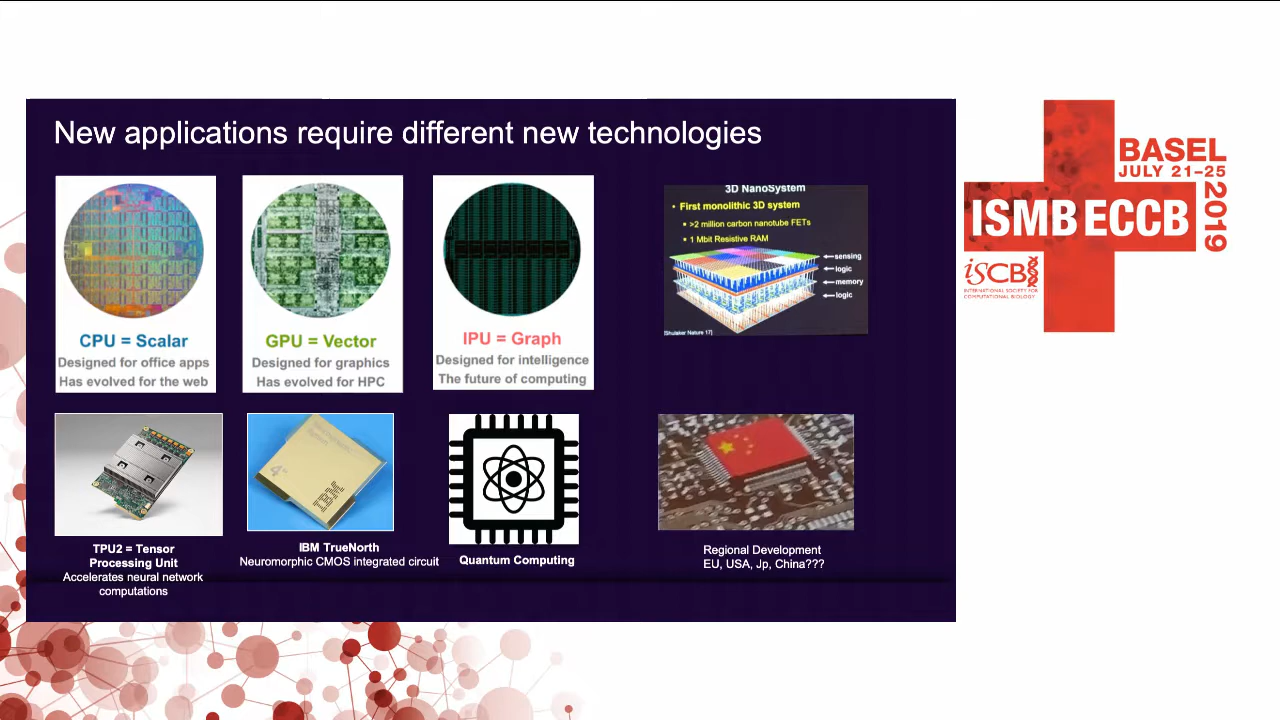 New applications require different new technologies
CPU = Scalar
Designed for office apps
Has evolved for the web
GPU = Vector
Designed for graphics
Has evolved for HPC
IPU = Graph
Designed for intelligence
The future of computing
3D NanoSystem
• First monolithic 3D system
• >2 million carbon nanotube FETs
• 1 Mbit Resistive RAM
sensing
logic
memory
logic
[Shulaker Nature 17]
4"
IBM
TPU2 = Tensor
Processing Unit
Accelerates neural network
computations
IBM TrueNorth
Neuromorphic CMOS integrated circuit
Quantum Computing
Regional Development
EU, USA, Jp, China???
BASEL
JULY 21–25
2019
ISMB ECCB
ISCB
INTERNATIONAL SOCIETY FOR
COMPUTATIONAL BIOLOGY